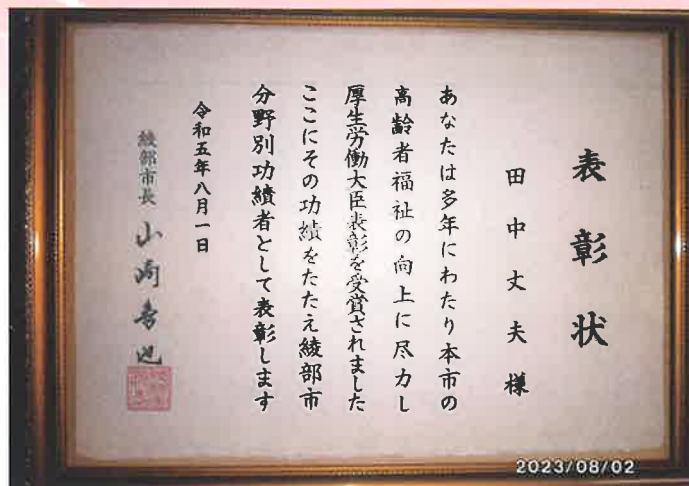 表彰状
田中丈夫様
あなたは多年にわたり本市の
高齢者福祉の向上に尽力し
厚生労働大臣表彰を受賞されました
ここにその功績をたたえ綾部市
分野別功績者として表彰します
令和五年八月一日
綾部市長 山崎善也
2023/08/02